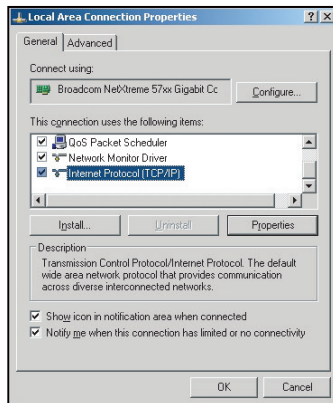 Local Area Connection Properties
General Advanced
Connect using:
Broadcom NetXtreme 57xx Gigabit Cc
Configure...
This connection uses the following items:
QoS Packet Scheduler
Network Monitor Driver
Internet Protocol (TCP/IP)
Install... Uninstall Properties
Description
Transmission Control Protocol/Internet Protocol. The default
wide area network protocol that provides communication
across diverse interconnected networks.
Show icon in notification area when connected
Notify me when this connection has limited or no connectivity
OK Cancel